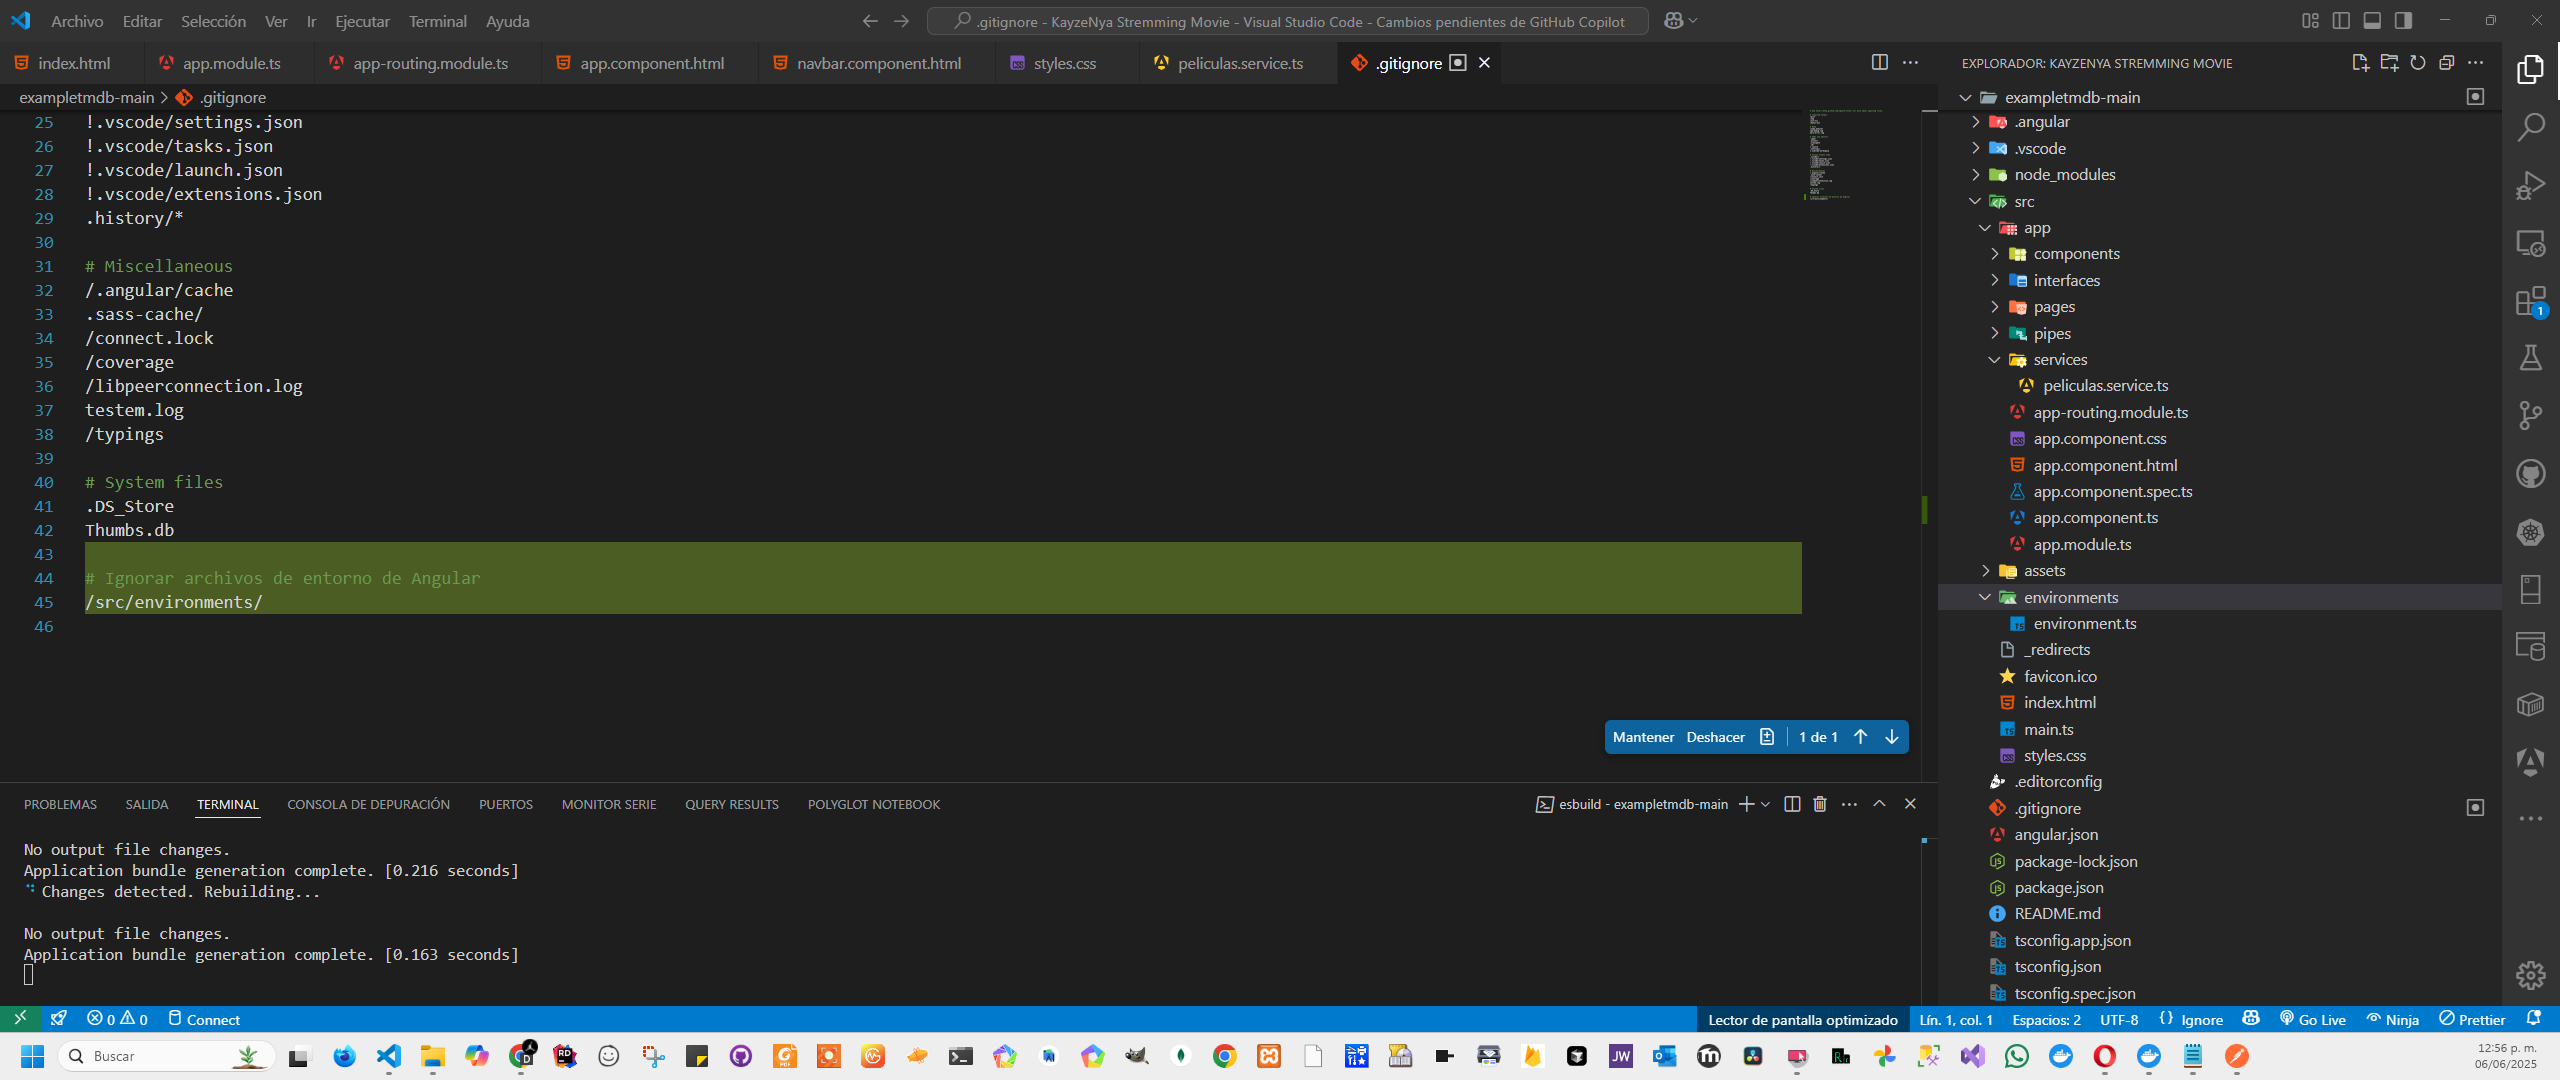 Archivo Editar Selección Ver Ir Ejecutar Terminal Ayuda
.gitignore - KayzeNya Stremming Movie - Visual Studio Code - Cambios pendientes de GitHub Copilot
index.html app.module.ts app-routing.module.ts app.component.html navbar.component.html styles.css peliculas.service.ts .gitignore
exampletmdb-main > .gitignore
25 !.vscode/settings.json
26 !.vscode/tasks.json
27 !.vscode/launch.json
28 !.vscode/extensions.json
29 .history/*
30
31 # Miscellaneous
32 /.angular/cache
33 .sass-cache/
34 /connect.lock
35 /coverage
36 /libpeerconnection.log
37 testem.log
38 /typings
39
40 # System files
41 .DS_Store
42 Thumbs.db
43
44 # Ignorar archivos de entorno de Angular
45 /src/environments/
46
Mantener Deshacer 1 de 1
PROBLEMAS SALIDA TERMINAL CONSOLA DE DEPURACIÓN PUERTOS MONITOR SERIE QUERY RESULTS POLYGLOT NOTEBOOK
esbuild - exampletmdb-main
No output file changes.
Application bundle generation complete. [0.216 seconds]
Changes detected. Rebuilding...
No output file changes.
Application bundle generation complete. [0.163 seconds]
EXPLORADOR: KAYZENYA STREMMING MOVIE
exampletmdb-main
.angular
.vscode
node_modules
src
app
components
interfaces
pages
pipes
services
peliculas.service.ts
app-routing.module.ts
app.component.css
app.component.html
app.component.spec.ts
app.component.ts
app.module.ts
assets
environments
environment.ts
_redirects
favicon.ico
index.html
main.ts
styles.css
.editorconfig
.gitignore
angular.json
package-lock.json
package.json
README.md
tsconfig.app.json
tsconfig.json
tsconfig.spec.json
1
0 0 Connect
Lector de pantalla optimizado Lín. 1, col. 1 Espacios: 2 UTF-8 {} Ignore Go Live Ninja Prettier
Buscar
12:56 p. m.
06/06/2025